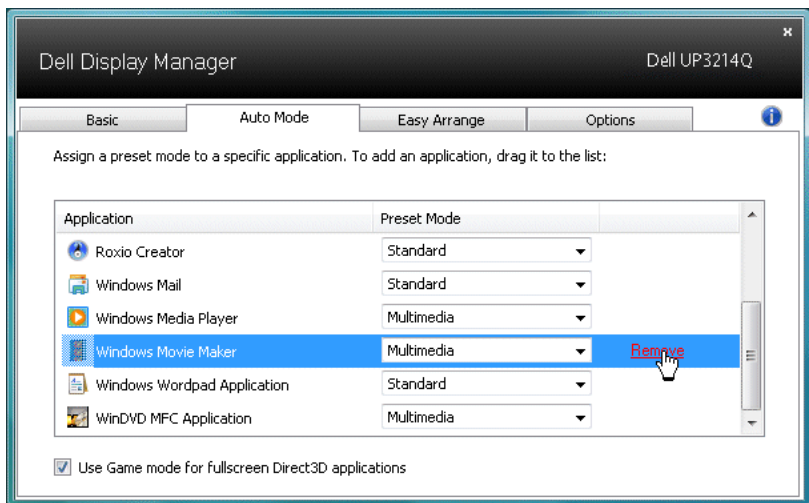 Dell Display Manager Dell UP3214Q
Basic Auto Mode Easy Arrange Options
Assign a preset mode to a specific application. To add an application, drag it to the list:
Application Preset Mode
Roxio Creator Standard
Windows Mail Standard
Windows Media Player Multimedia
Windows Movie Maker Multimedia Remove
Windows Wordpad Application Standard
WinDVD MFC Application Multimedia
Use Game mode for fullscreen Direct3D applications